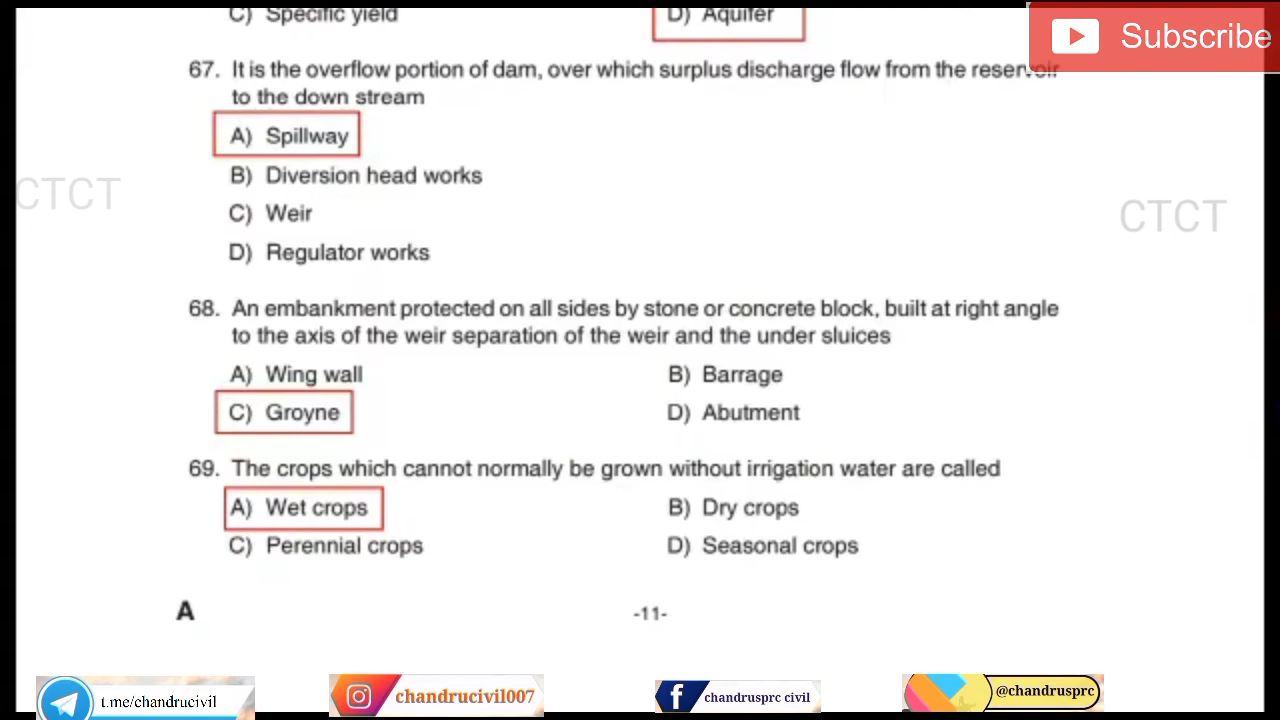 C) Specific yield D) Aquifer
Subscribe
67. It is the overflow portion of dam, over which surplus discharge flow from the reservoir
to the down stream
A) Spillway
B) Diversion head works
CTCT
CTCT
C) Weir
D) Regulator works
68. An embankment protected on all sides by stone or concrete block, built at right angle
to the axis of the weir separation of the weir and the under sluices
A) Wing wall B) Barrage
C) Groyne D) Abutment
69. The crops which cannot normally be grown without irrigation water are called
A) Wet crops B) Dry crops
C) Perennial crops D) Seasonal crops
A -11-
t.me/chandrucivil chandrucivil007 chandrusprc civil @chandrusprc